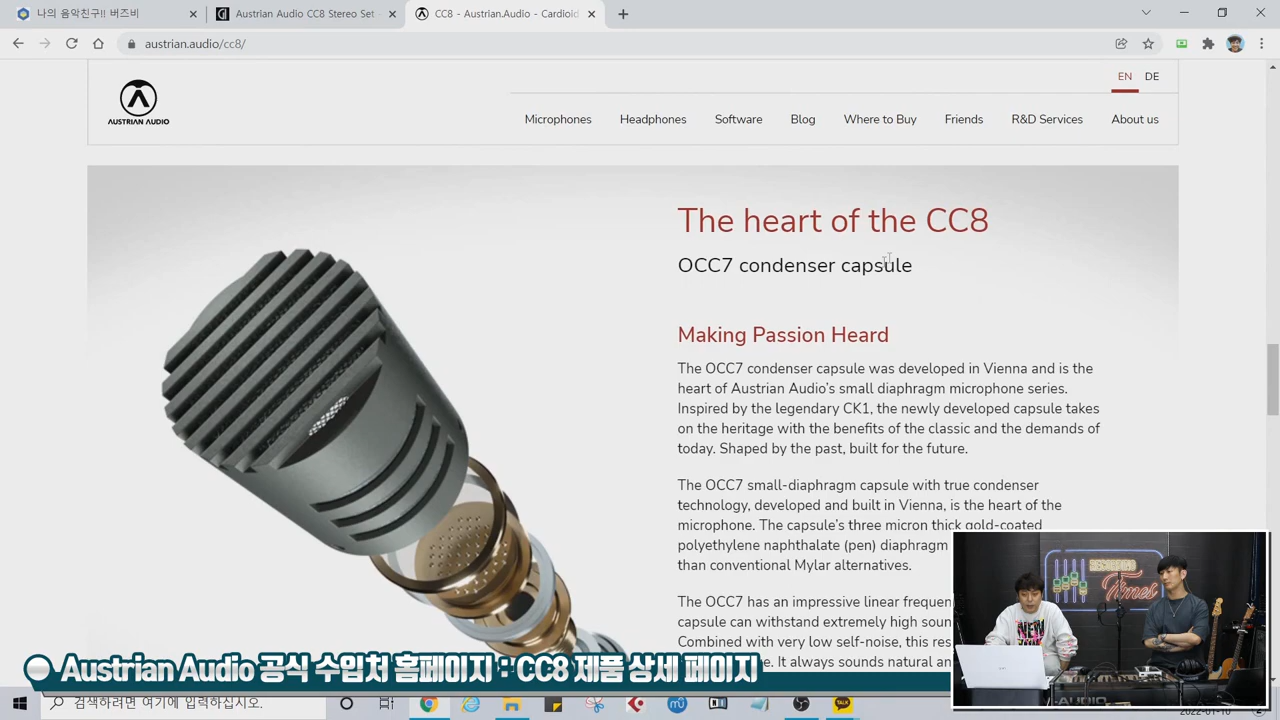 나의 음악친구!! 버즈비
Austrian Audio CC8 Stereo Set -
CC8 - Austrian.Audio - Cardioid
austrian.audio/cc8/
EN DE
AUSTRIAN AUDIO
Microphones Headphones Software Blog Where to Buy Friends R&D Services About us
The heart of the CC8
OCC7 condenser capsule
Making Passion Heard
The OCC7 condenser capsule was developed in Vienna and is the
heart of Austrian Audio's small diaphragm microphone series.
Inspired by the legendary CK1, the newly developed capsule takes
on the heritage with the benefits of the classic and the demands of
today. Shaped by the past, built for the future.
The OCC7 small-diaphragm capsule with true condenser
technology, developed and built in Vienna, is the heart of the
microphone. The capsule's three micron thick gold-coated
polyethylene naphthalate (pen) diaphragm
than conventional Mylar alternatives.
The OCC7 has an impressive linear
capsule can withstand extremely high
Combined with very low self-noise, this
It always sounds natural
RECORDING
Times
Austrian Audio 공식 수입처 홈페이지 : CC8 제품 상세 페이지
검색하려면 여기에 입력하십시오.
TALK
2022-01-10